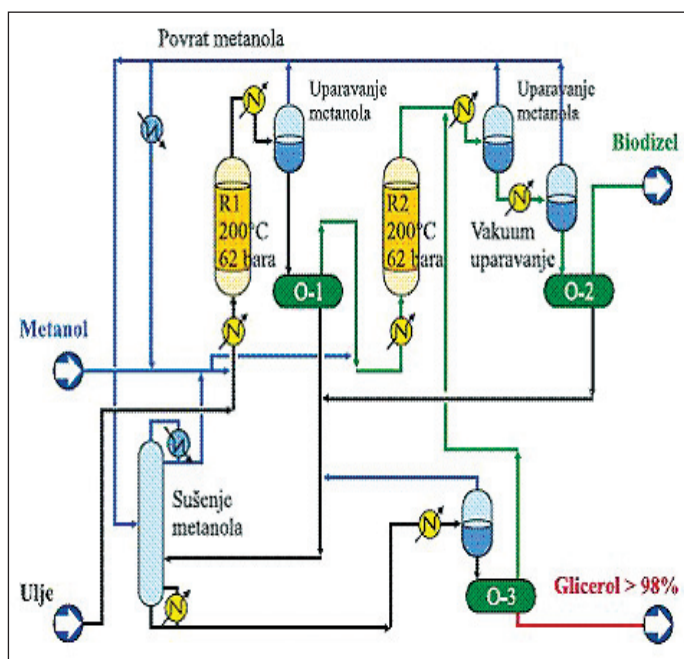 Povrat metanola
Uparavanje
metanola
Uparavanje
metanola
Biodizel
R1
200°C
62 bara
R2
200°C
62 bara
Vakuum
uparavanje
O-1
O-2
Metanol
Sušenje
metanola
Ulje
O-3
Glicerol > 98%
N
N
N
N
N
N
N
N
N